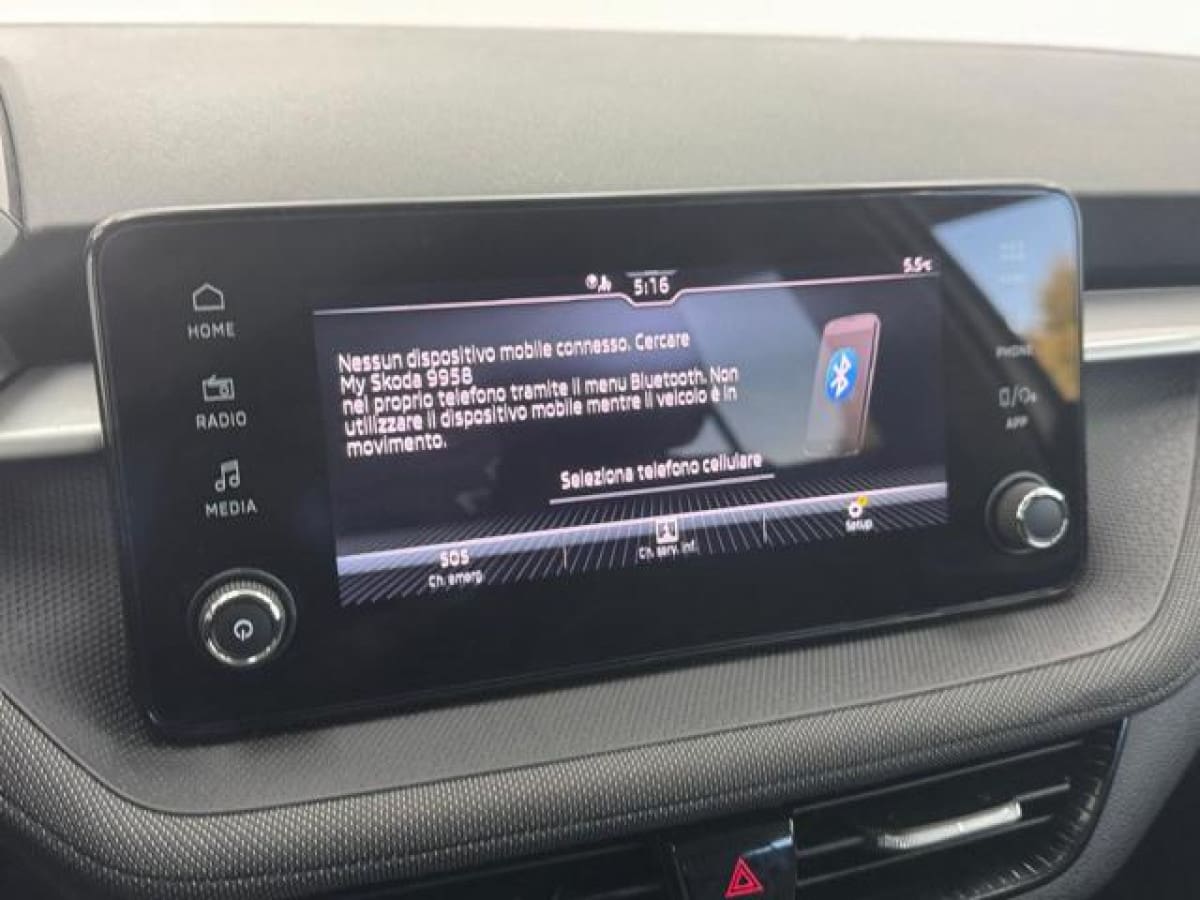 5:16
5.5°C
HOME
RADIO
MEDIA
Nessun dispositivo mobile connesso. Cercare
My Skoda 9958
nel proprio telefono tramite il menu Bluetooth. Non
utilizzare il dispositivo mobile mentre il veicolo è in
movimento.
Seleziona telefono cellulare
SOS
Ch. emerg.
Ch. serv. inf.
Setup
PHONE
APP